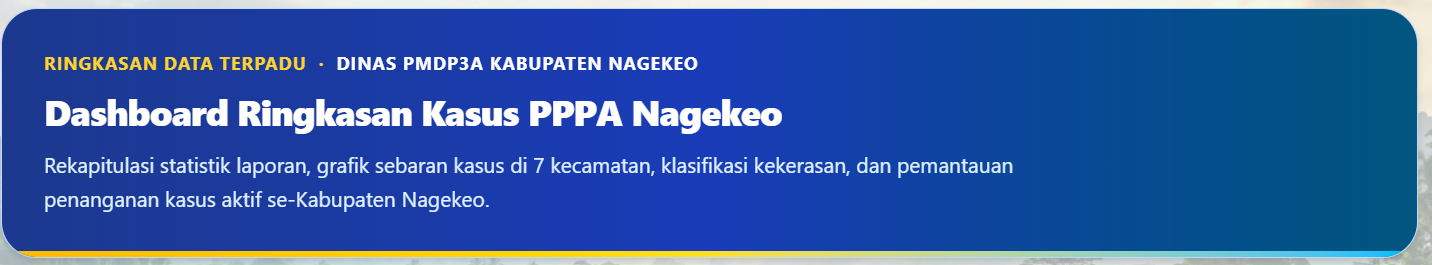 RINGKASAN DATA TERPADU · DINAS PMDP3A KABUPATEN NAGEKEO
Dashboard Ringkasan Kasus PPPA Nagekeo
Rekapitulasi statistik laporan, grafik sebaran kasus di 7 kecamatan, klasifikasi kekerasan, dan pemantauan
penanganan kasus aktif se-Kabupaten Nagekeo.